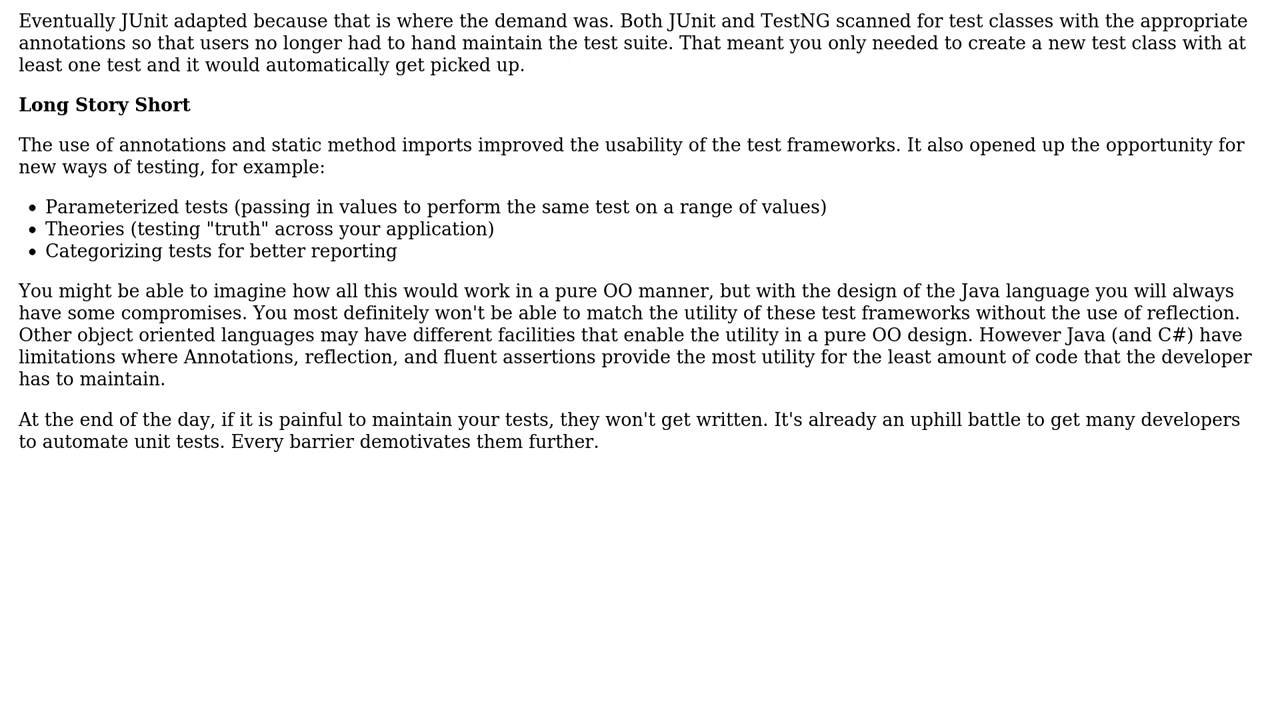 Eventually JUnit adapted because that is where the demand was. Both JUnit and TestNG scanned for test classes with the appropriate
annotations so that users no longer had to hand maintain the test suite. That meant you only needed to create a new test class with at
least one test and it would automatically get picked up.
Long Story Short
The use of annotations and static method imports improved the usability of the test frameworks. It also opened up the opportunity for
new ways of testing, for example:
• Parameterized tests (passing in values to perform the same test on a range of values)
• Theories (testing "truth" across your application)
• Categorizing tests for better reporting
You might be able to imagine how all this would work in a pure OO manner, but with the design of the Java language you will always
have some compromises. You most definitely won't be able to match the utility of these test frameworks without the use of reflection.
Other object oriented languages may have different facilities that enable the utility in a pure OO design. However Java (and C#) have
limitations where Annotations, reflection, and fluent assertions provide the most utility for the least amount of code that the developer
has to maintain.
At the end of the day, if it is painful to maintain your tests, they won't get written. It's already an uphill battle to get many developers
to automate unit tests. Every barrier demotivates them further.